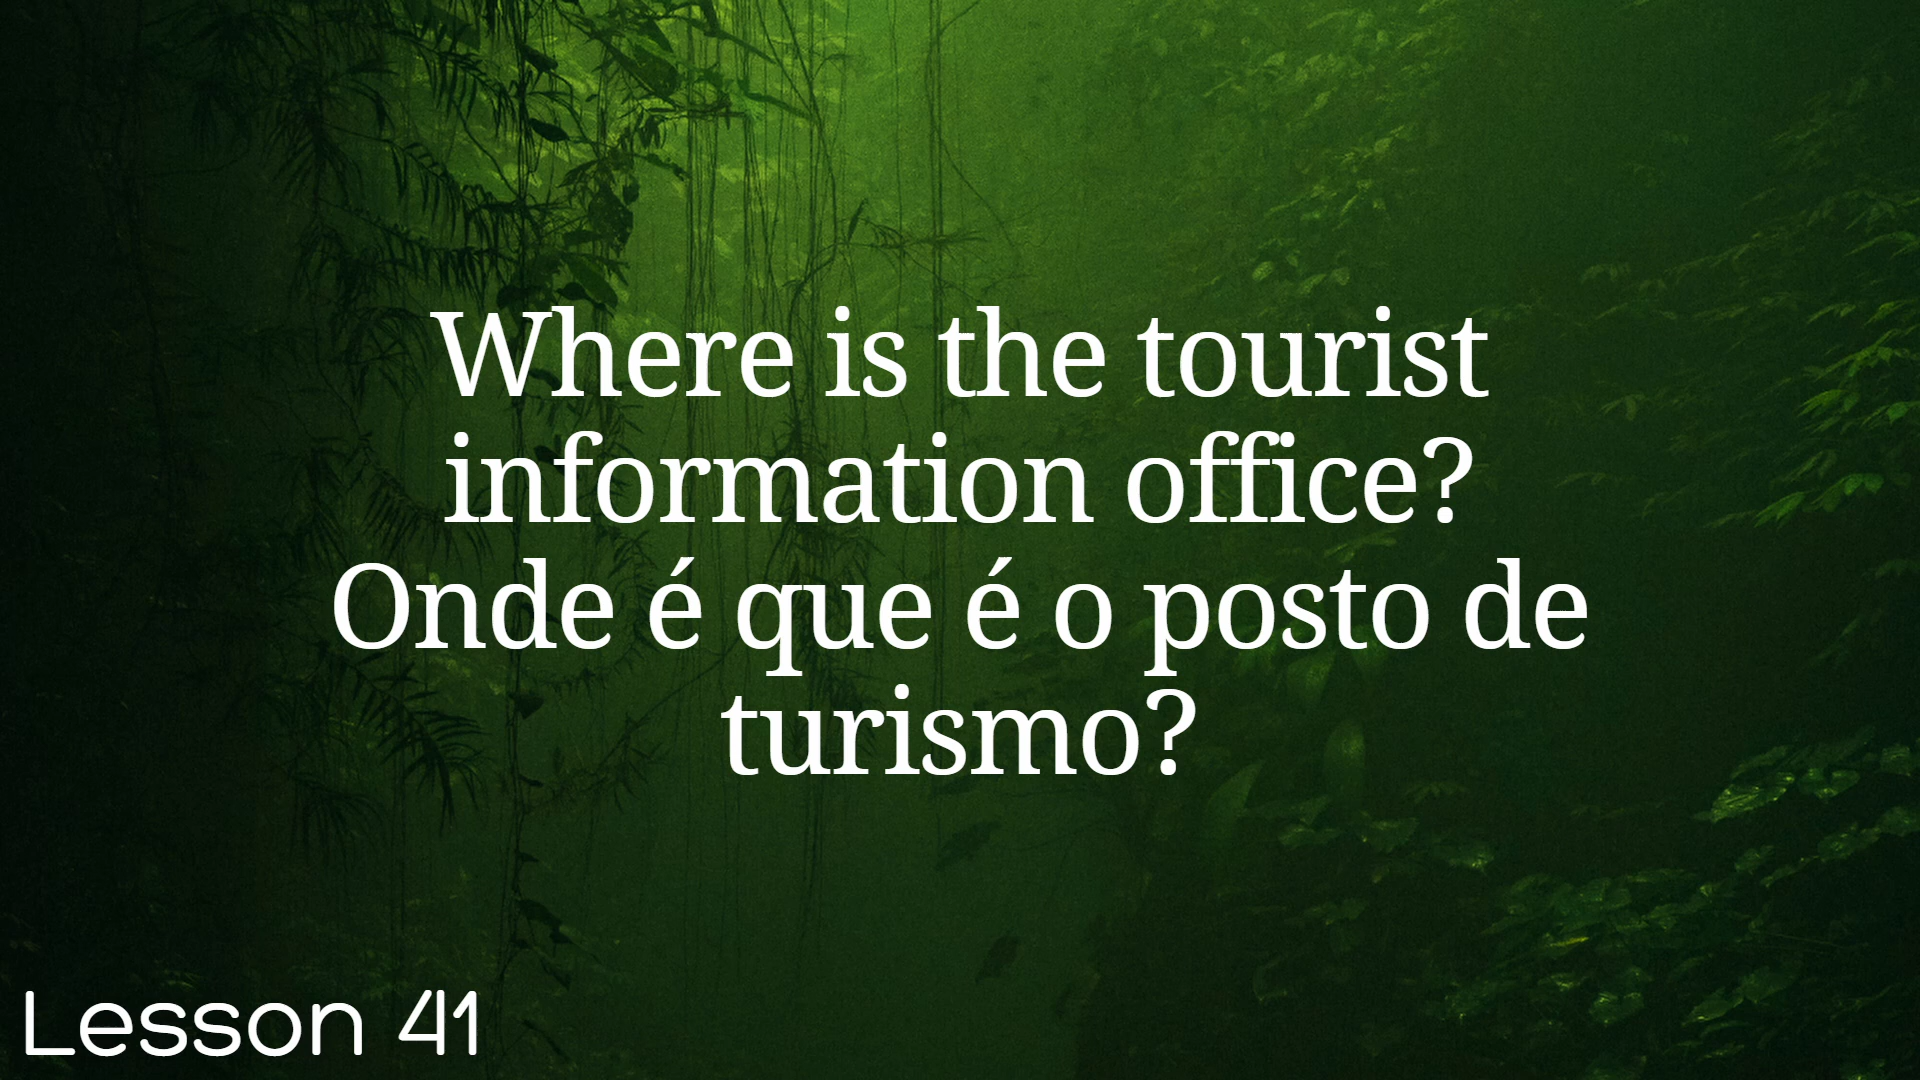 Where is the tourist
information office?
Onde é que é o posto de
turismo?
Lesson 41